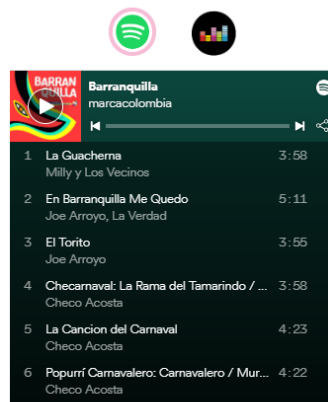 BARRAN
QUILLA
Barranquilla
marcacolombia
1 La Guacherna 3:58
Milly y Los Vecinos
2 En Barranquilla Me Quedo 5:11
Joe Arroyo, La Verdad
3 El Torito 3:55
Joe Arroyo
4 Checarnaval: La Rama del Tamarindo / ... 3:58
Checo Acosta
5 La Cancion del Carnaval 4:23
Checo Acosta
6 Popurrí Carnavalero: Carnavalero / Mur... 4:22
Checo Acosta